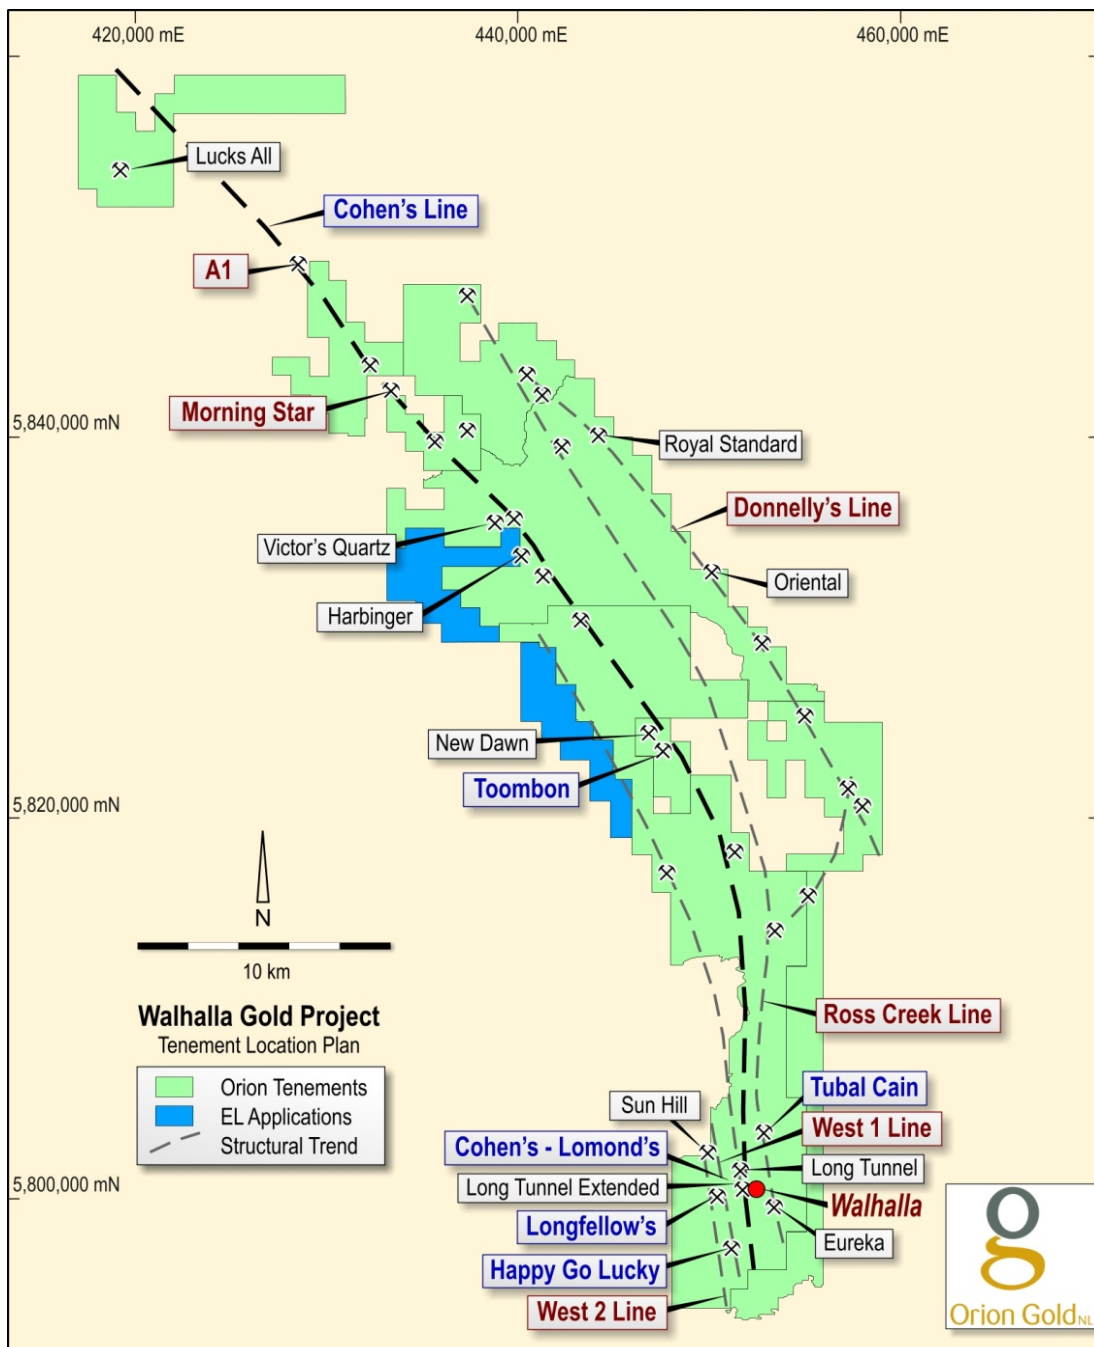 420,000 mE
440,000 mE
460,000 mE
Lucks All
Cohen's Line
A1
Morning Star
5,840,000 mN
Royal Standard
Donnelly's Line
Victor's Quartz
Oriental
Harbinger
New Dawn
Toombon
5,820,000 mN
N
10 km
Walhalla Gold Project
Tenement Location Plan
Ross Creek Line
Orion Tenements
EL Applications
Structural Trend
Tubal Cain
Sun Hill
West 1 Line
Cohen's - Lomond's
Long Tunnel
5,800,000 mN
Long Tunnel Extended
Walhalla
Longfellow's
Eureka
Happy Go Lucky
West 2 Line
Orion Gold NL